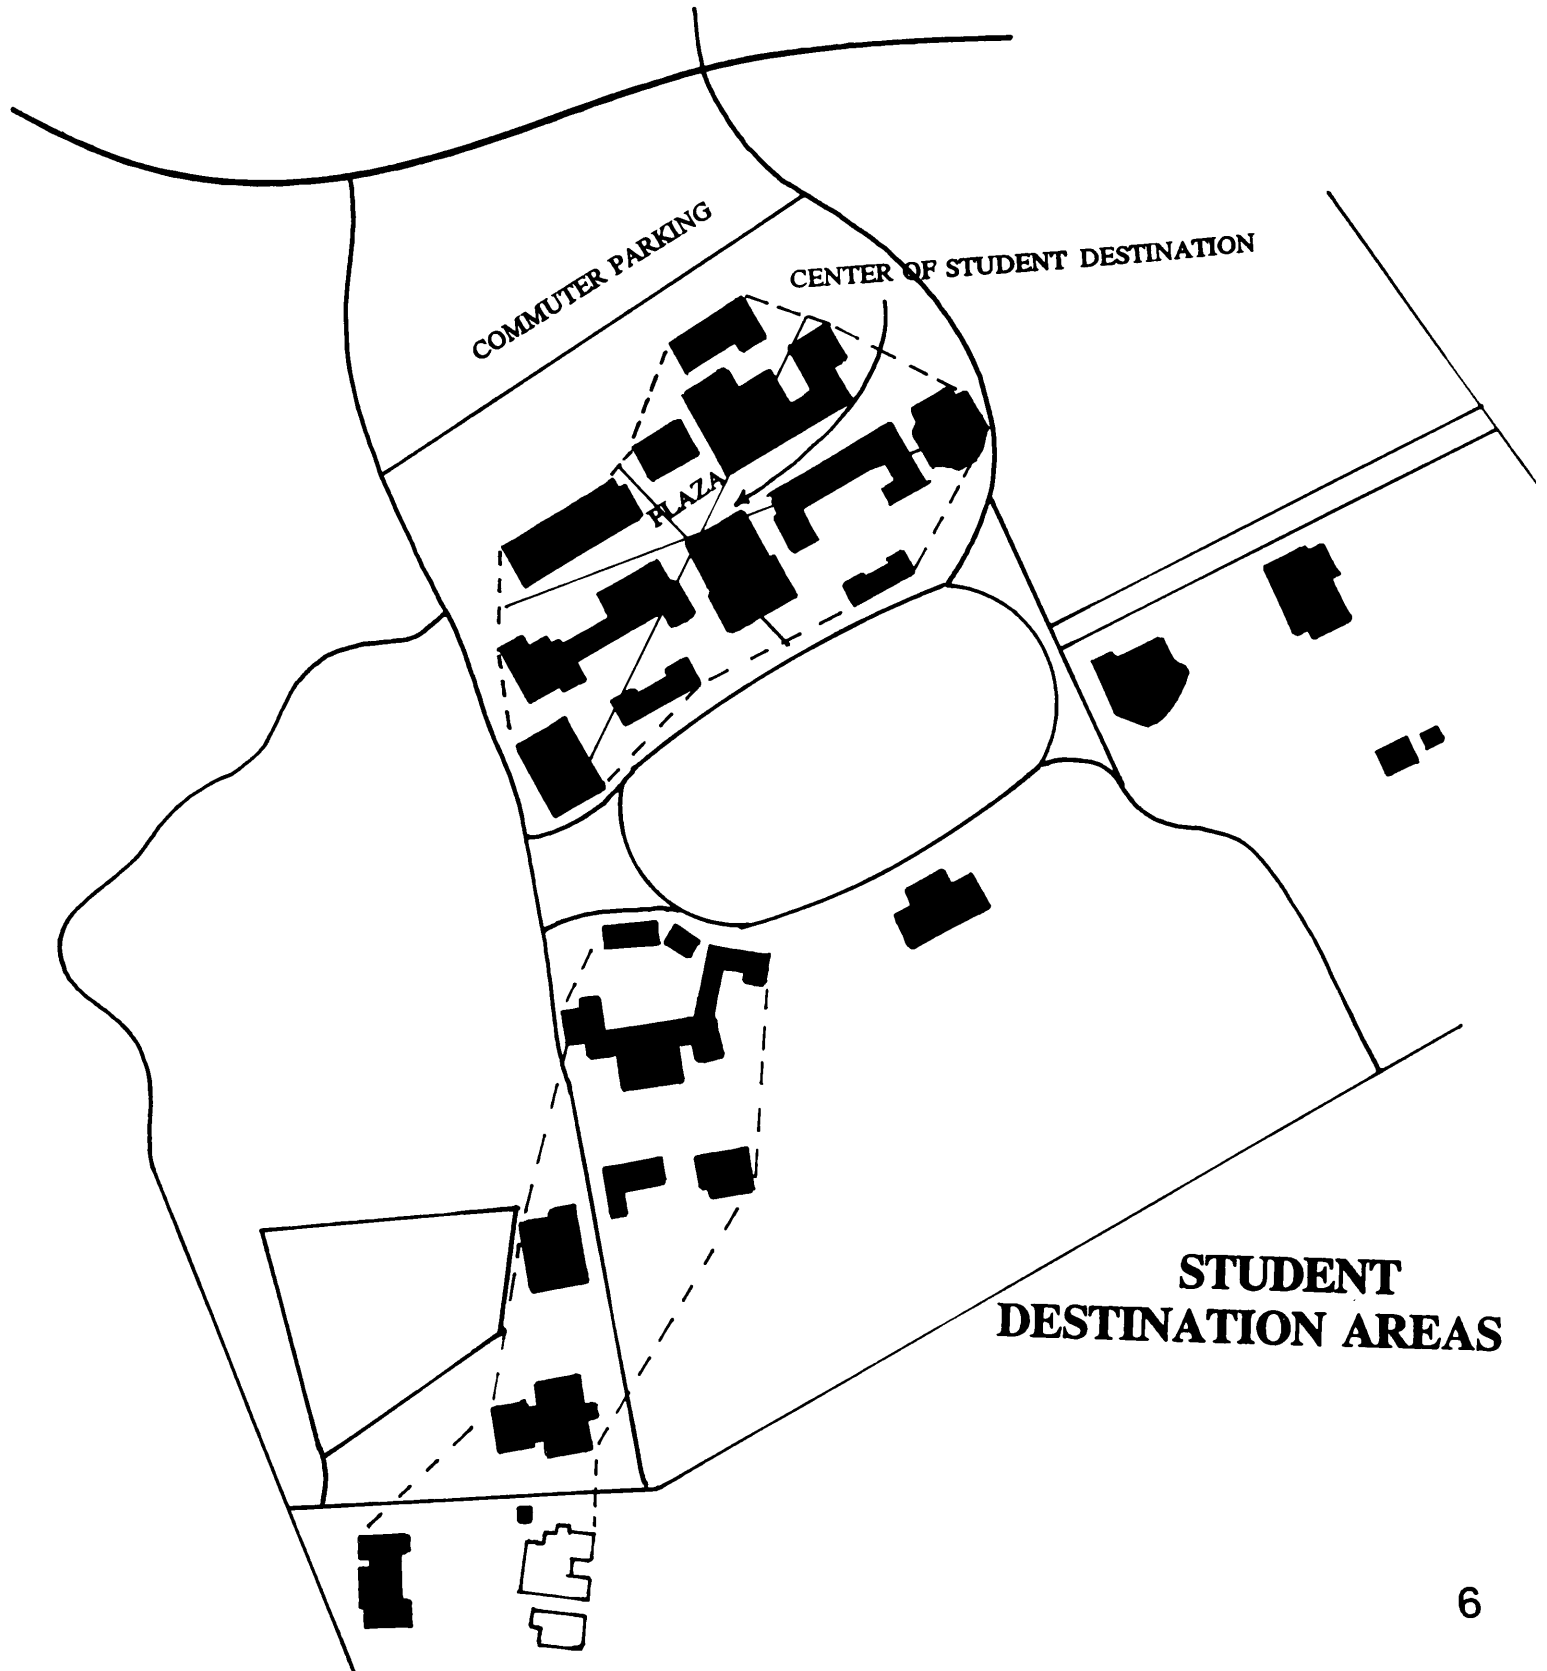 COMMUTER PARKING
CENTER OF STUDENT DESTINATION
PLAZA
STUDENT
DESTINATION AREAS
6